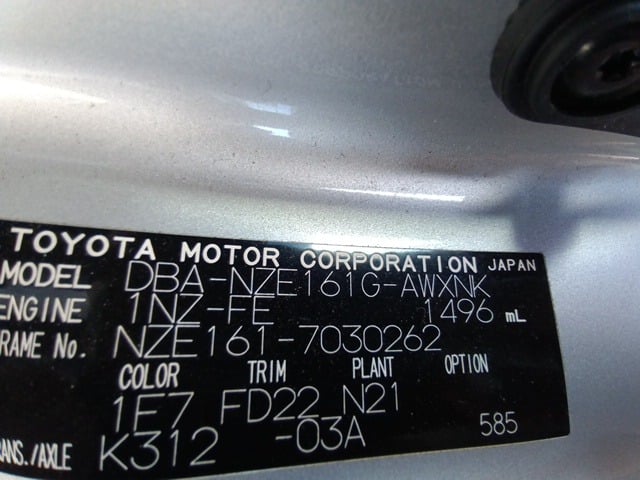 TOYOTA MOTOR CORPORATION JAPAN
MODEL DBA-NZE161G-AWXNK
ENGINE 1NZ-FE 1496 mL
RAME No. NZE161-7030262
COLOR TRIM PLANT OPTION
1F7 FD22 N21
RANS./AXLE K312 -03A 585